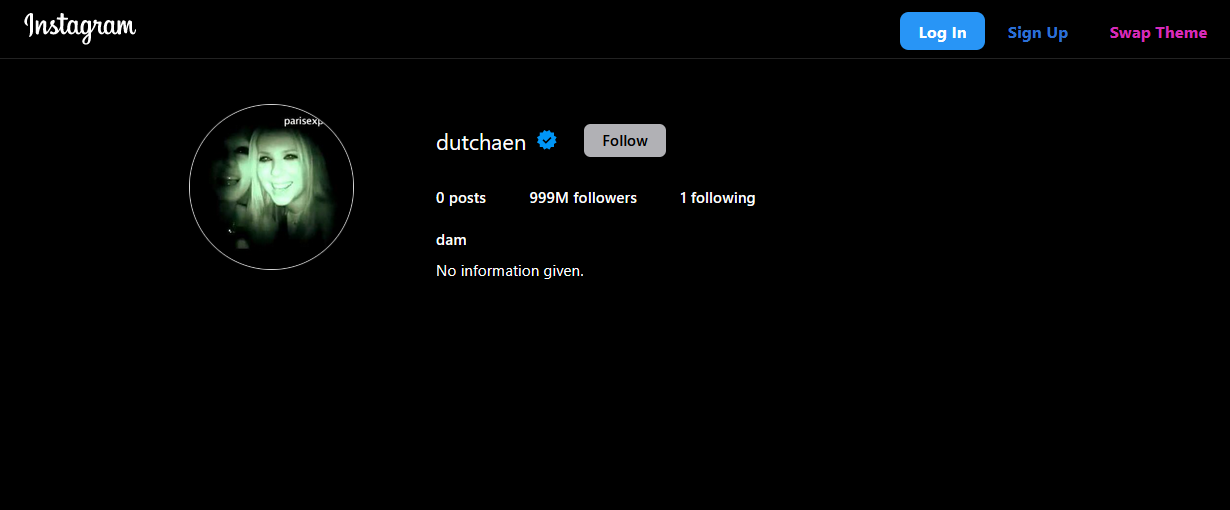 Instagram
Log In
Sign Up
Swap Theme
dutchaen
Follow
0 posts
999M followers
1 following
dam
No information given.